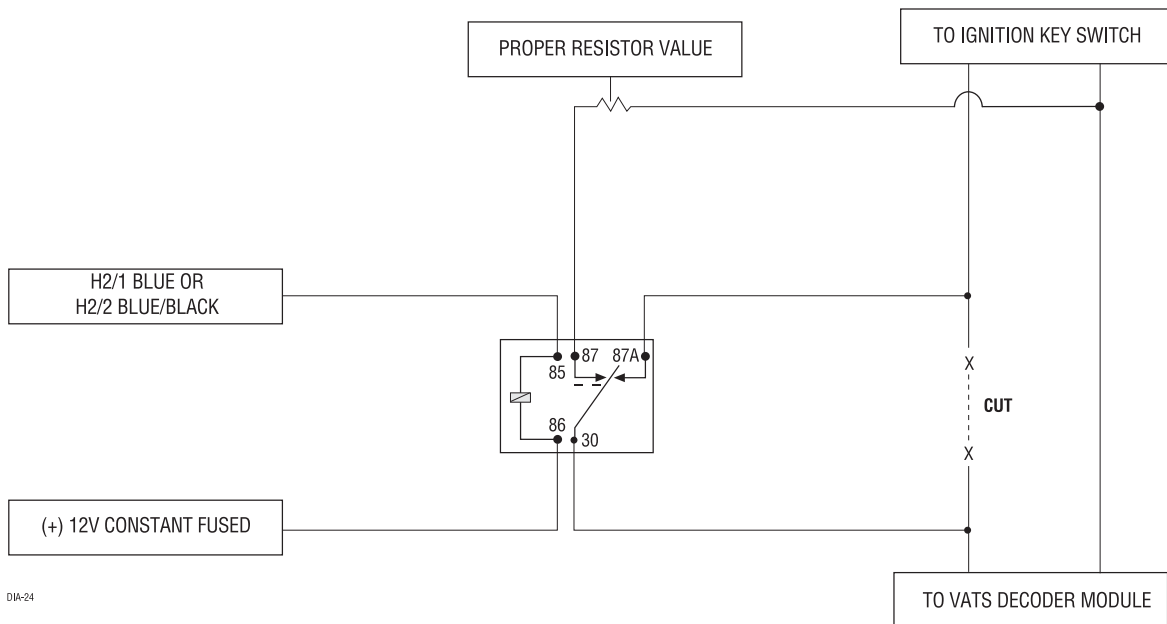 TO IGNITION KEY SWITCH
PROPER RESISTOR VALUE
H2/1 BLUE OR
H2/2 BLUE/BLACK
87 87A
85
X
CUT
86
30
X
(+) 12V CONSTANT FUSED
DIA-24
TO VATS DECODER MODULE